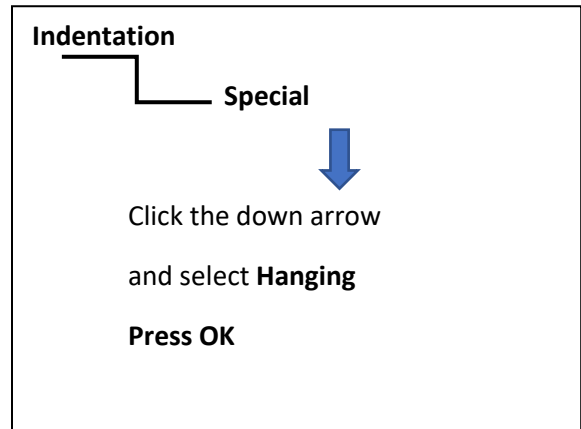 Indentation
Special
Click the down arrow
and select Hanging
Press OK